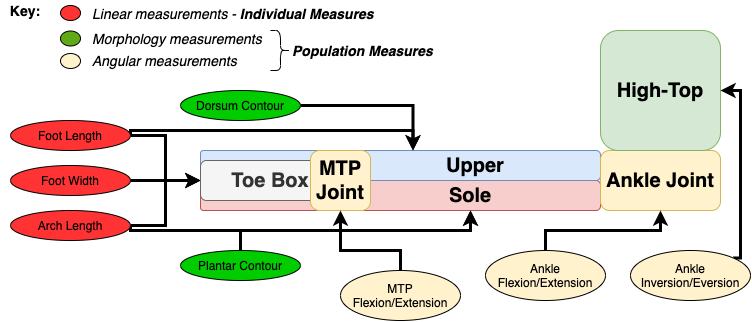 Key:
Linear measurements - Individual Measures
Morphology measurements
Angular measurements
Population Measures
Dorsum Contour
High-Top
Foot Length
Foot Width
Arch Length
Toe Box
MTP
Joint
Upper
Sole
Ankle Joint
Plantar Contour
MTP
Flexion/Extension
Ankle
Flexion/Extension
Ankle
Inversion/Eversion